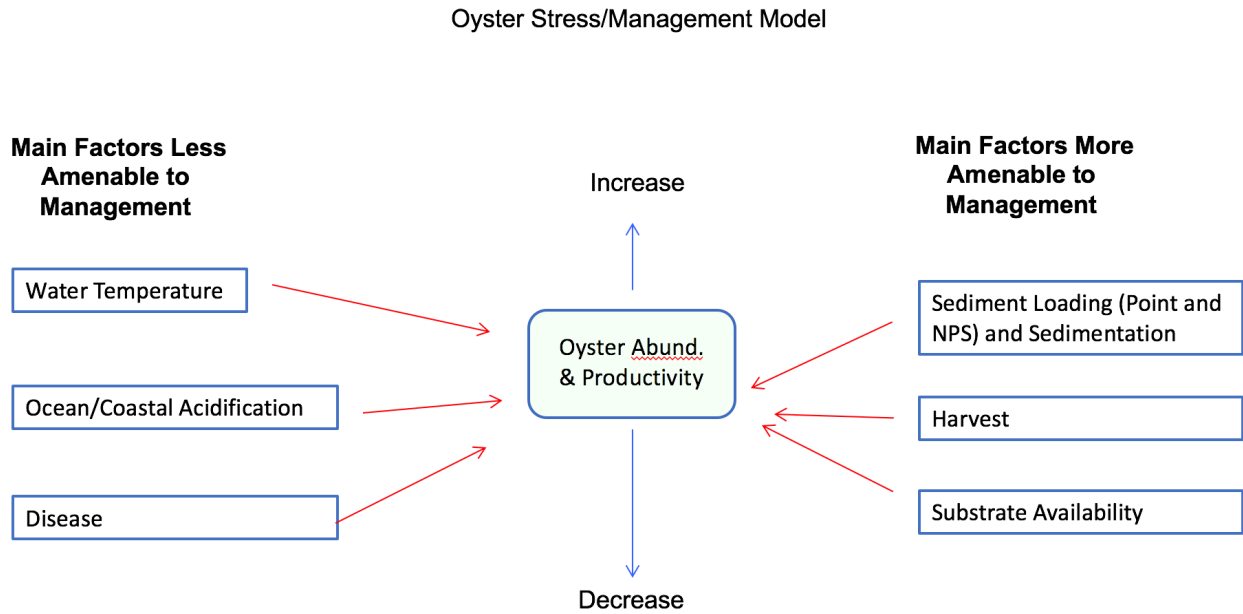 Oyster Stress/Management Model
Main Factors Less
Amenable to
Management
Water Temperature
Ocean/Coastal Acidification
Disease
Increase
Oyster Abund.
& Productivity
Decrease
Main Factors More
Amenable to
Management
Sediment Loading (Point and
NPS) and Sedimentation
Harvest
Substrate Availability